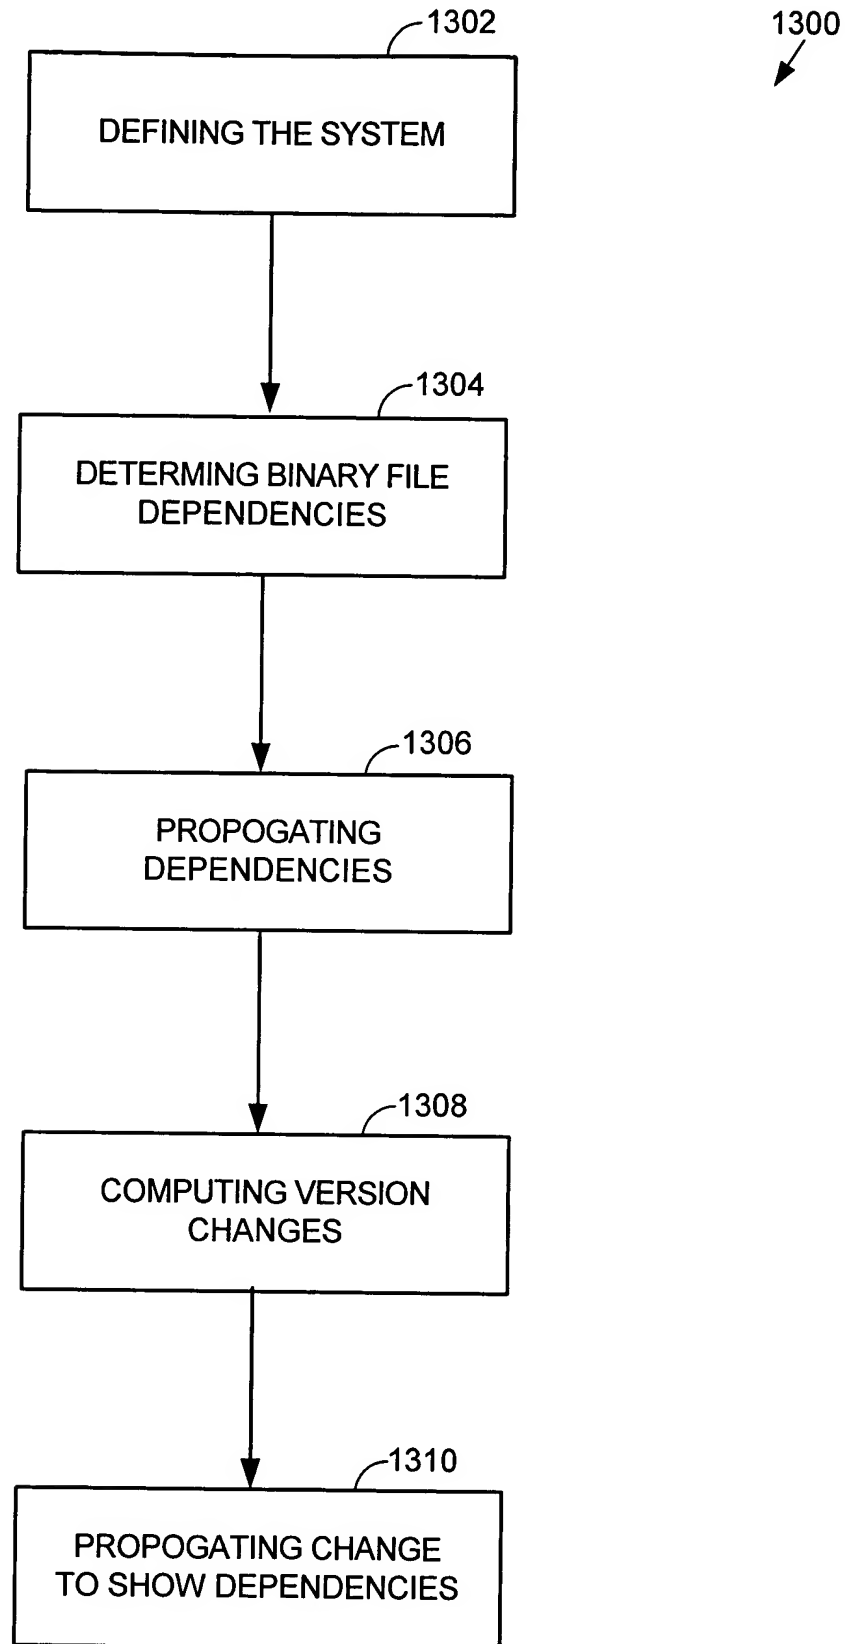 1302
1300
DEFINING THE SYSTEM
1304
DETERMING BINARY FILE
DEPENDENCIES
1306
PROPOGATING
DEPENDENCIES
1308
COMPUTING VERSION
CHANGES
1310
PROPOGATING CHANGE
TO SHOW DEPENDENCIES